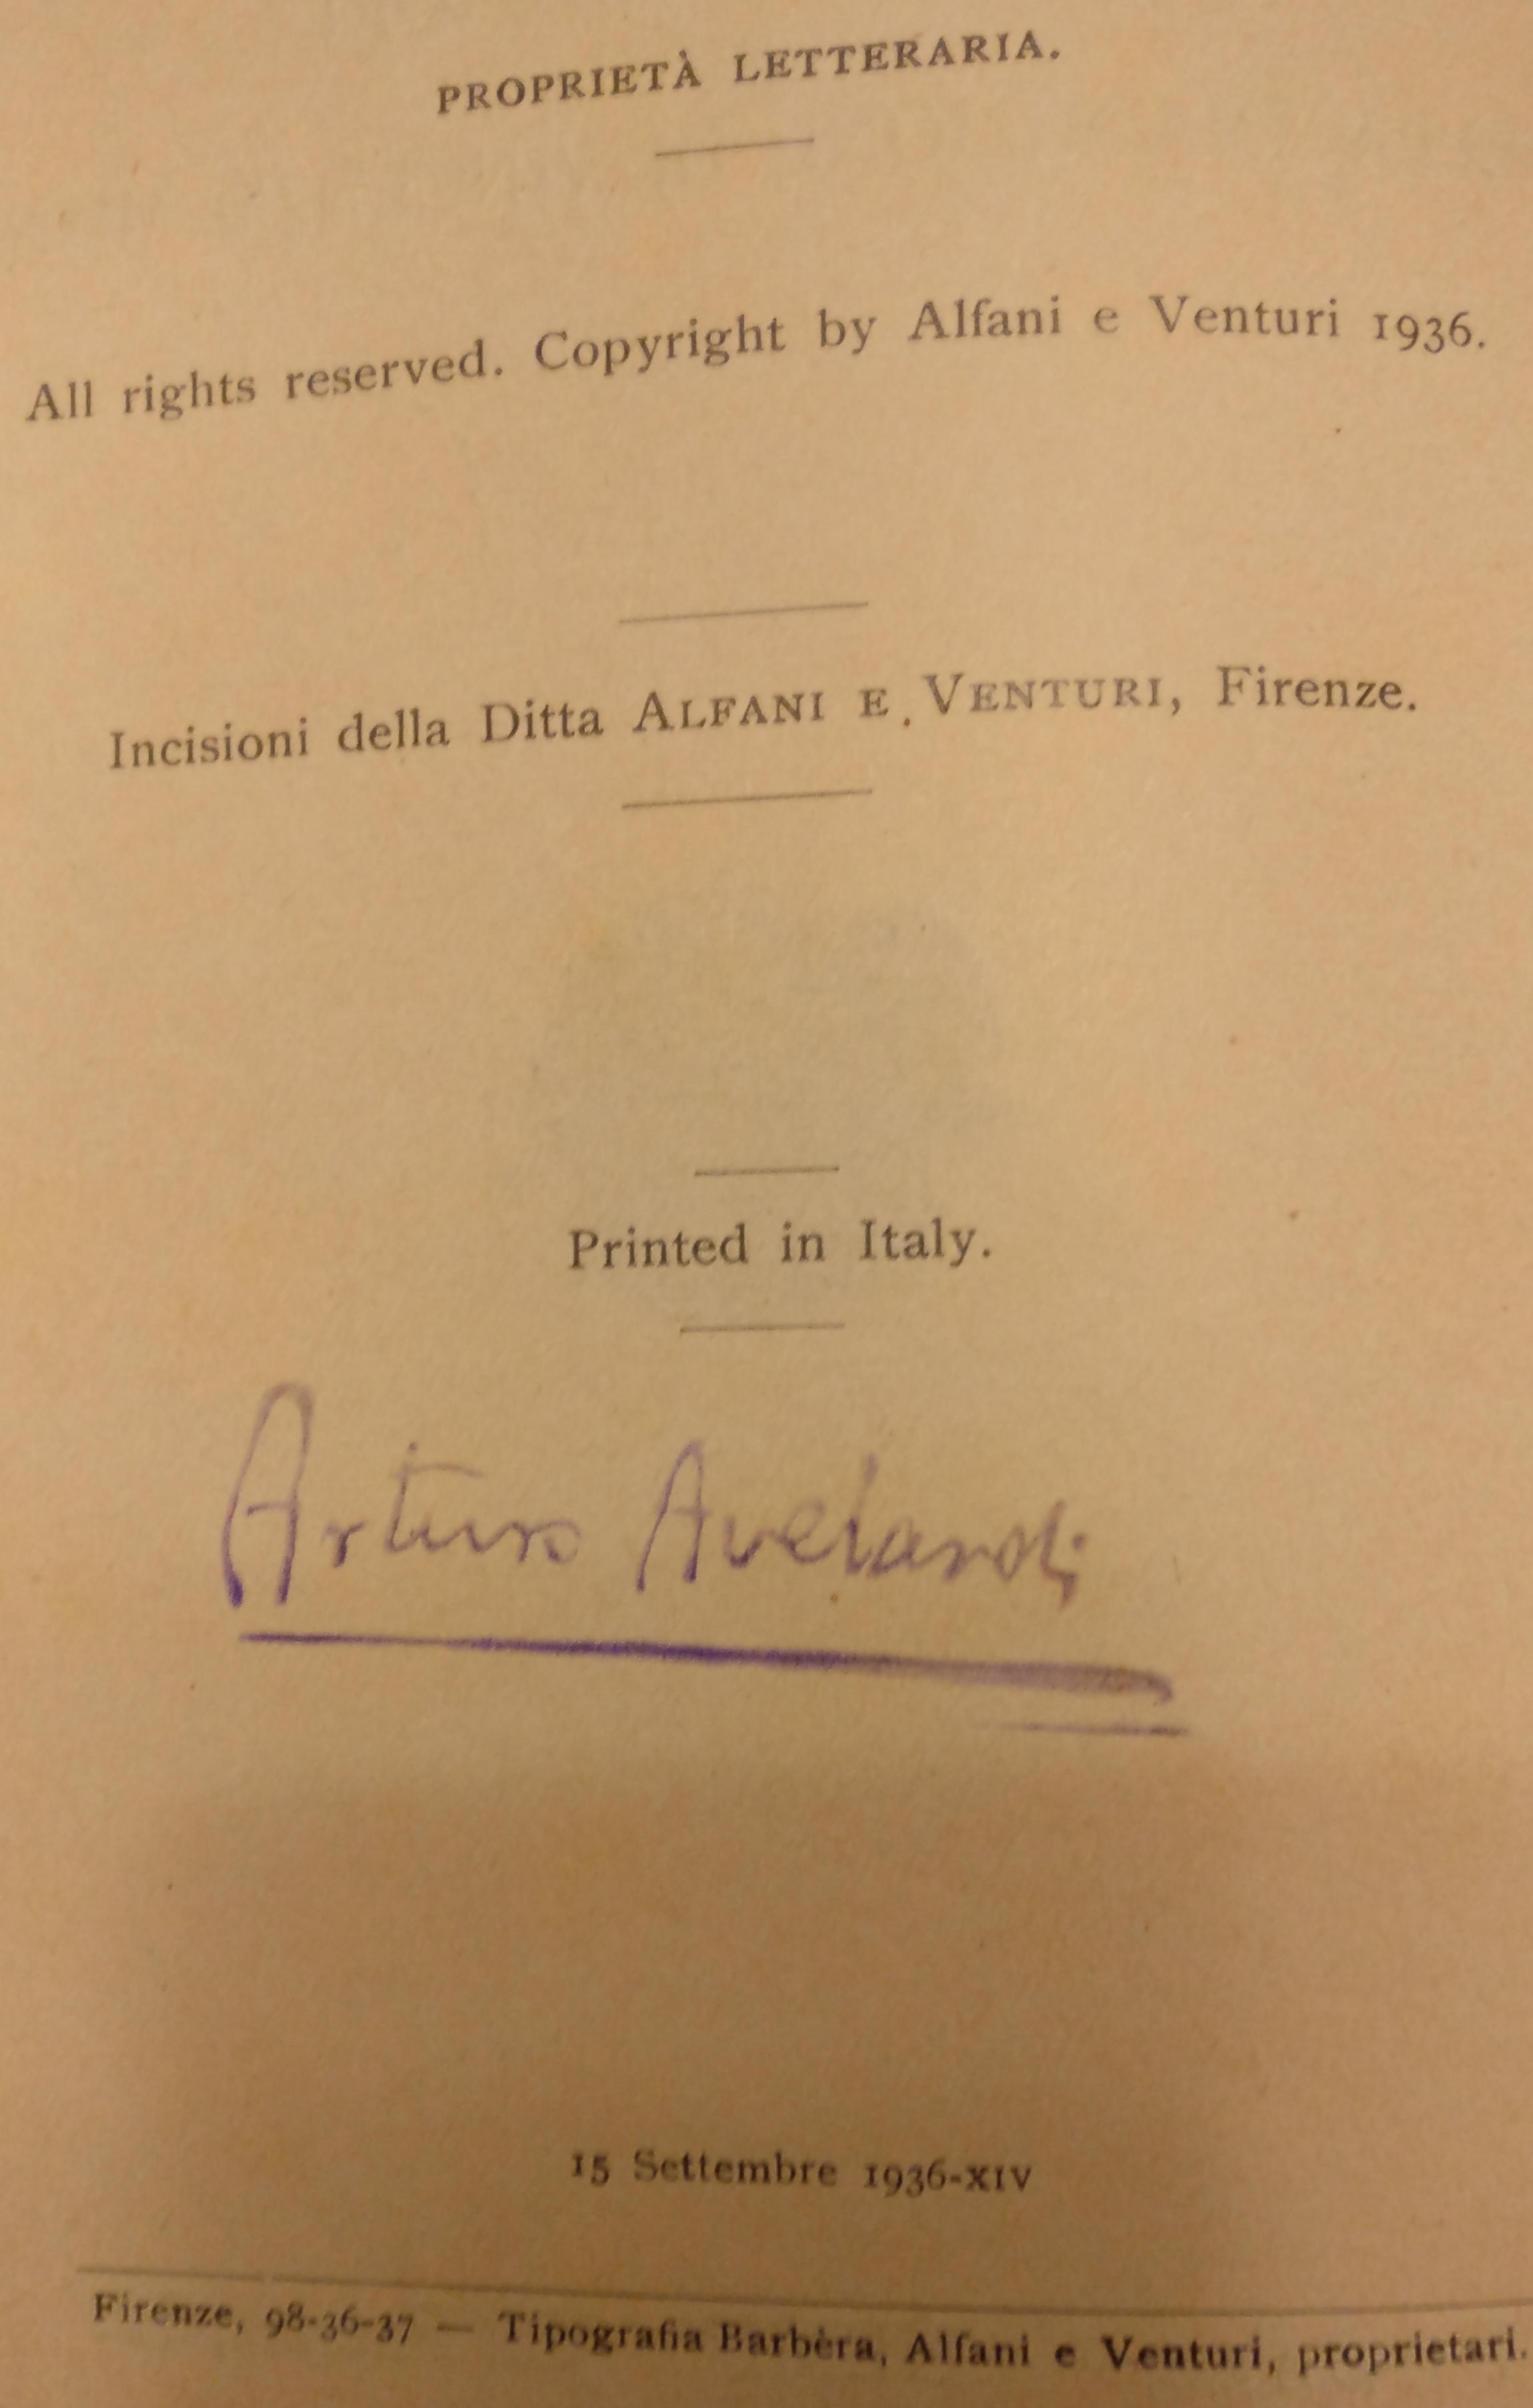 PROPRIETÀ LETTERARIA.
All rights reserved. Copyright by Alfani e Venturi 1936.
Incisioni della Ditta ALFANI E VENTURI, Firenze.
Printed in Italy.
Arturo
15 Settembre 1936-XIV
Firenze, 98-36-37 — Tipografia Barbèra, Alfani e Venturi, proprietari.